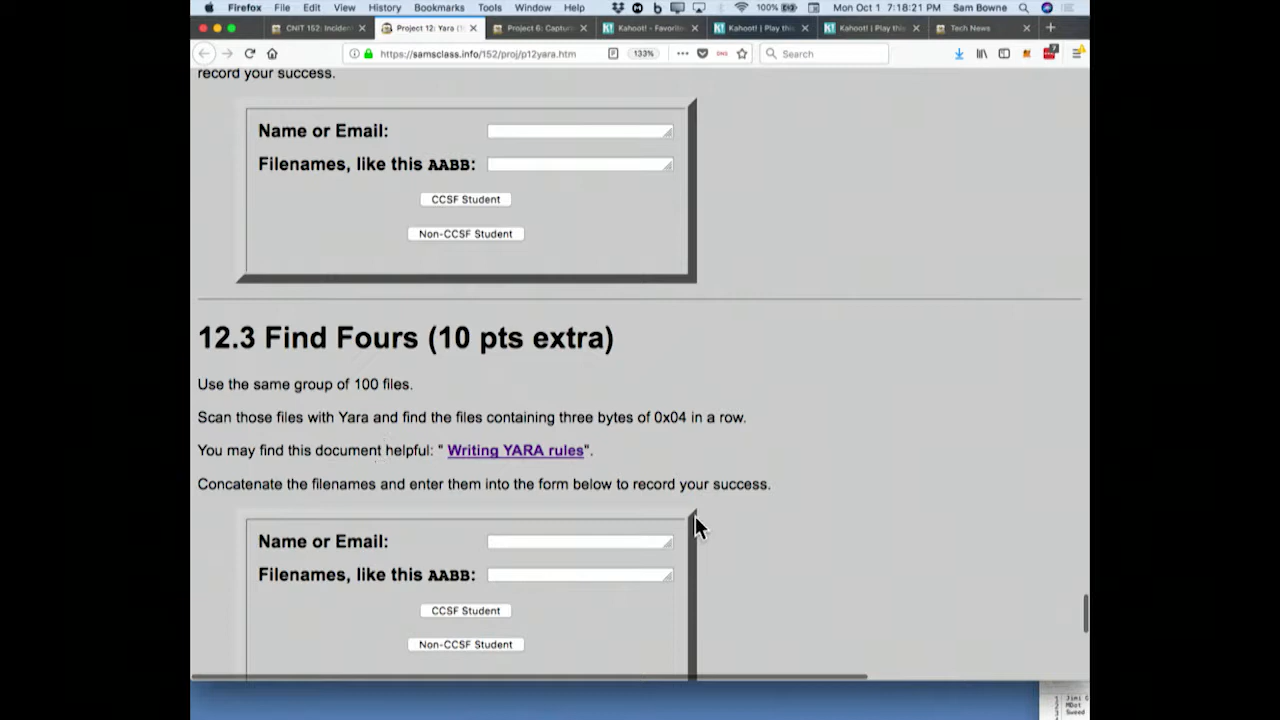 Firefox File Edit View History Bookmarks Tools Window Help 100% Mon Oct 1 7:18:21 PM Sam Bowne
CNIT 152: Inciden Project 12: Yara (1 Project 6: Captur Kahoot! - Favorite Kahoot! | Play this Kahoot! | Play this Tech News
https://samsclass.info/152/proj/p12yara.htm 133% Search
record your success.
Name or Email:
Filenames, like this AABB:
CCSF Student
Non-CCSF Student
12.3 Find Fours (10 pts extra)
Use the same group of 100 files.
Scan those files with Yara and find the files containing three bytes of 0x04 in a row.
You may find this document helpful: " Writing YARA rules".
Concatenate the filenames and enter them into the form below to record your success.
Name or Email:
Filenames, like this AABB:
CCSF Student
Non-CCSF Student